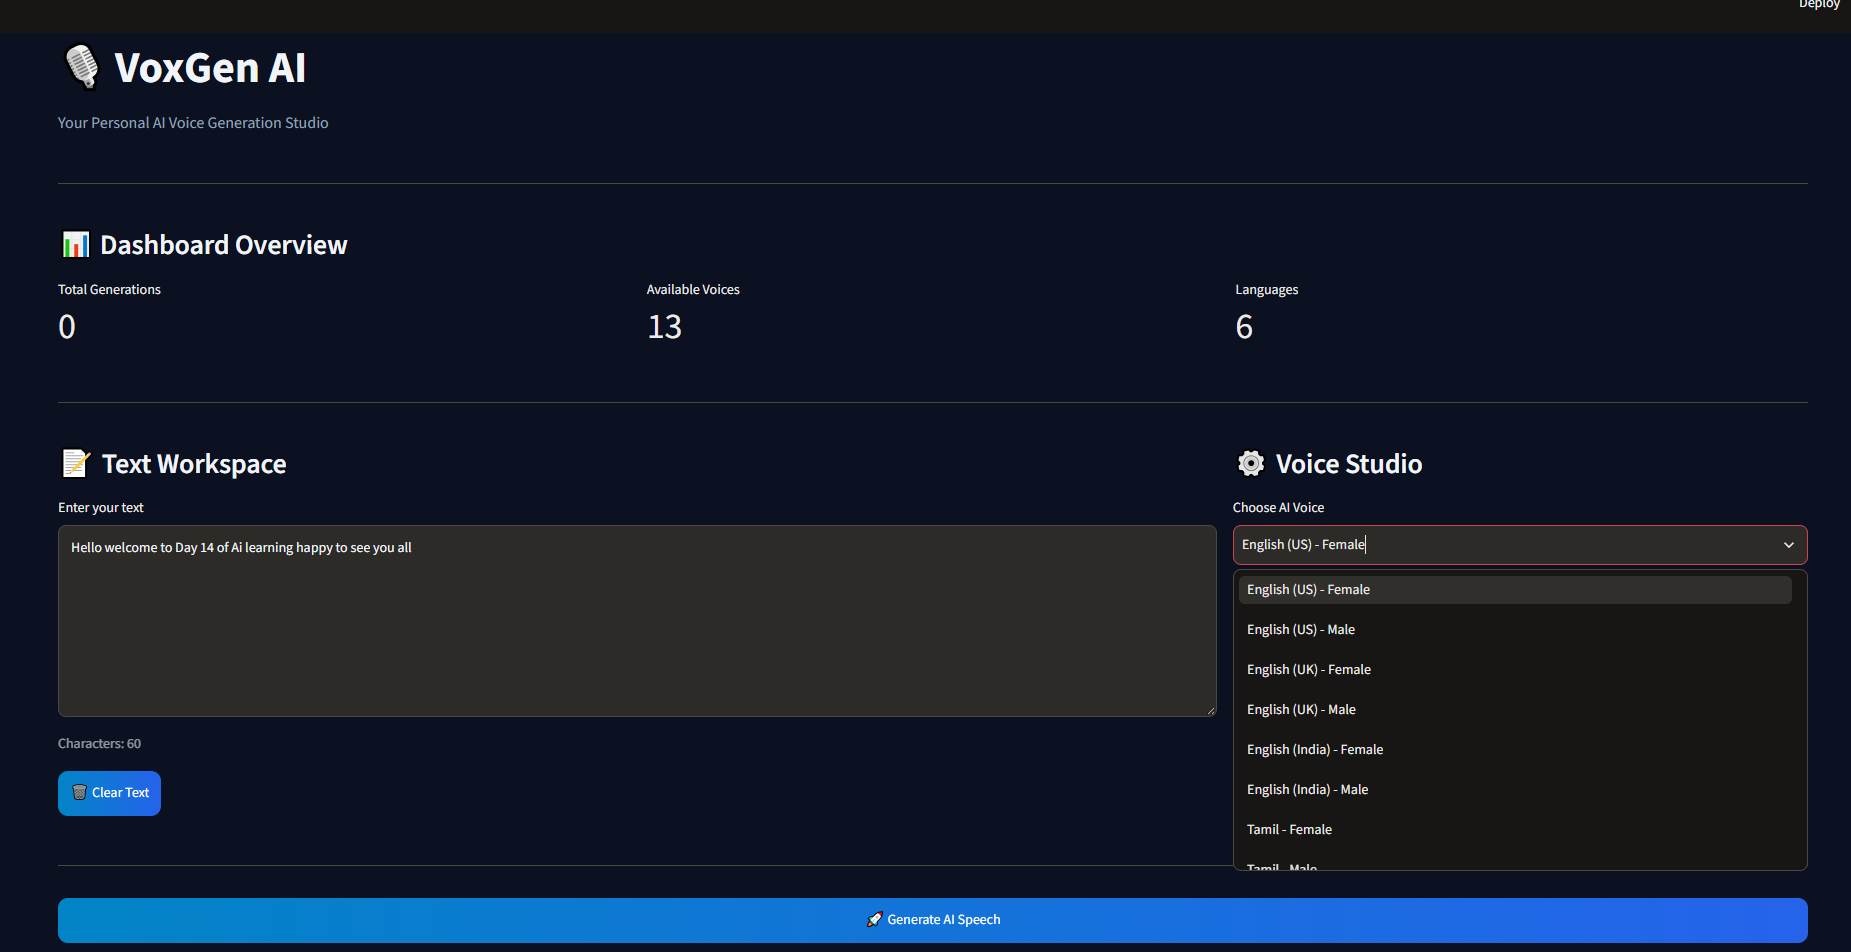 Deploy
VoxGen AI
Your Personal AI Voice Generation Studio
Dashboard Overview
Total Generations
0
Available Voices
13
Languages
6
Text Workspace
Enter your text
Hello welcome to Day 14 of Ai learning happy to see you all
Characters: 60
Clear Text
Voice Studio
Choose AI Voice
English (US) - Female
English (US) - Female
English (US) - Male
English (UK) - Female
English (UK) - Male
English (India) - Female
English (India) - Male
Tamil - Female
Tamil - Male
Generate AI Speech